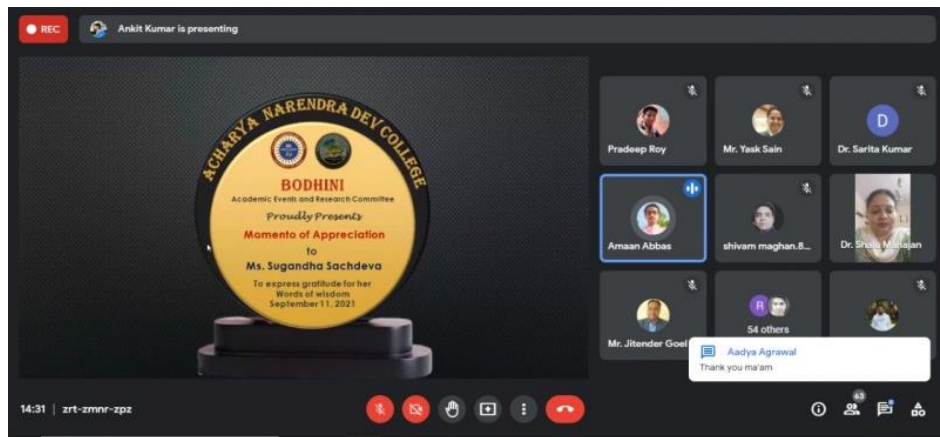 REC
Ankit Kumar is presenting
ACHARYA NARENDRA DEV COLLEGE
BODHINI
Academic Events and Research Committee
Proudly Presents
Momento of Appreciation
to
Ms. Sugandha Sachdeva
To express gratitude for her
Words of wisdom
September 11, 2021
Pradeep Roy
Mr. Yask Sain
D
Dr. Sarita Kumar
Amaan Abbas
shivam maghan.8...
Dr. Shalu Mahajan
Mr. Jitender Goel
R
54 others
Aadya Agrawal
Thank you ma'am
14:31 | zrt-zmnr-zpz
63